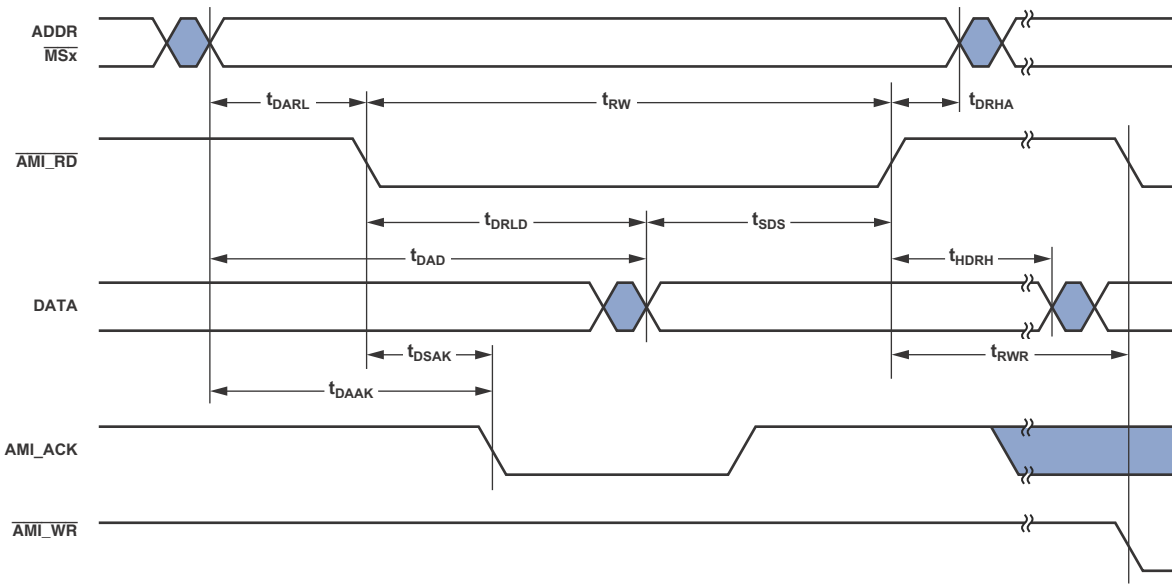 ADDR
MSx
tDARL
tRW
tDRHA
AMI_RD
tDRLD
tSDS
tDAD
tHDRH
DATA
tDSAK
tRWR
tDAAK
AMI_ACK
AMI_WR